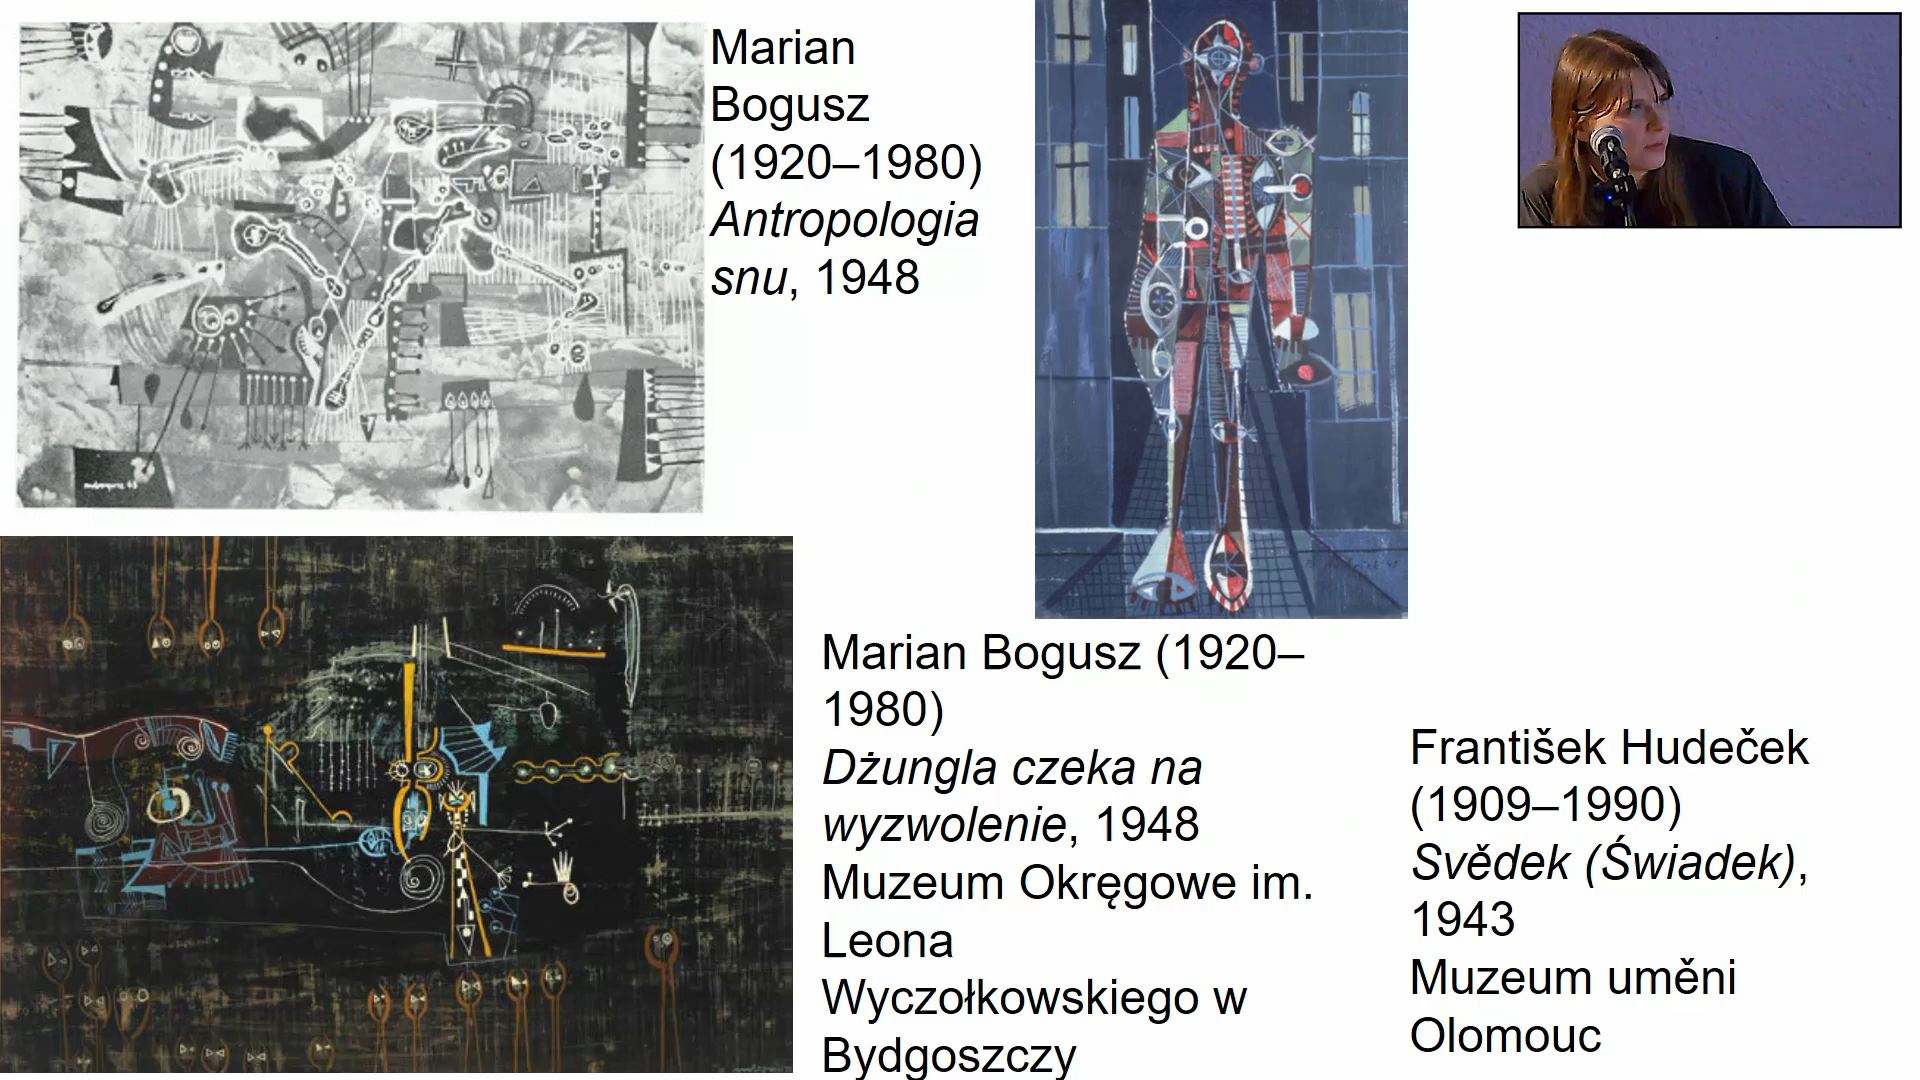 Marian
Bogusz
(1920–1980)
Antropologia
snu, 1948
Marian Bogusz (1920–
1980)
Dżungla czeka na
wyzwolenie, 1948
Muzeum Okręgowe im.
Leona
Wyczołkowskiego w
Bydgoszczy
František Hudeček
(1909–1990)
Svědek (Świadek),
1943
Muzeum uměni
Olomouc